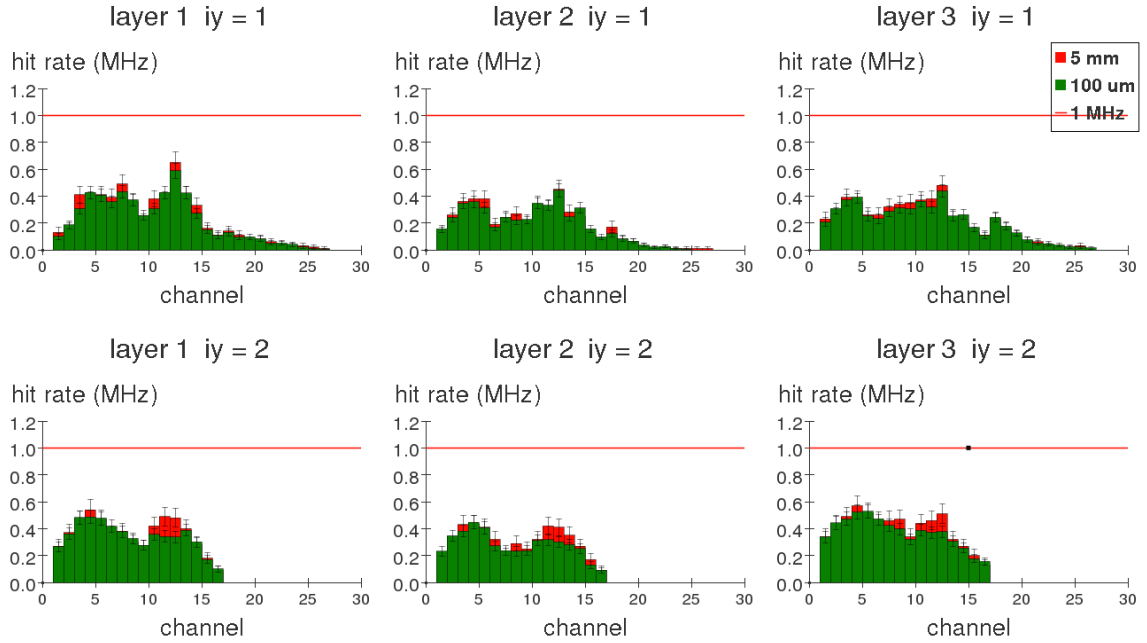 layer 1 iy = 1
hit rate (MHz)
1.2
1.0
0.8
0.6
0.4
0.2
0.0
0 5 10 15 20 25 30
channel
layer 2 iy = 1
hit rate (MHz)
1.2
1.0
0.8
0.6
0.4
0.2
0.0
0 5 10 15 20 25 30
channel
layer 3 iy = 1
hit rate (MHz)
5 mm
100 um
1 MHz
1.2
1.0
0.8
0.6
0.4
0.2
0.0
0 5 10 15 20 25 30
channel
layer 1 iy = 2
hit rate (MHz)
1.2
1.0
0.8
0.6
0.4
0.2
0.0
0 5 10 15 20 25 30
channel
layer 2 iy = 2
hit rate (MHz)
1.2
1.0
0.8
0.6
0.4
0.2
0.0
0 5 10 15 20 25 30
channel
layer 3 iy = 2
hit rate (MHz)
1.2
1.0
0.8
0.6
0.4
0.2
0.0
0 5 10 15 20 25 30
channel